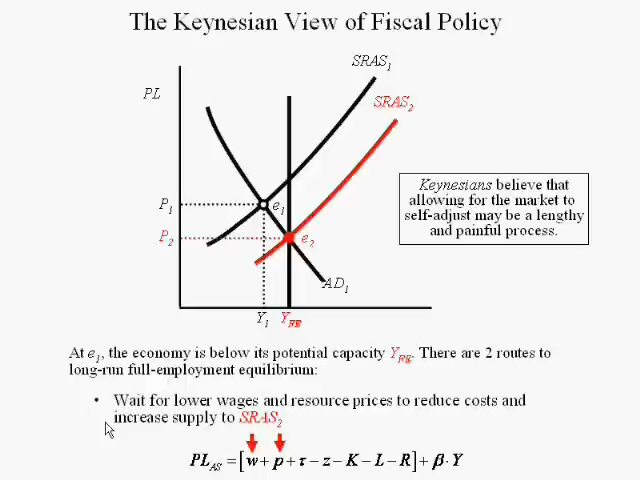 The Keynesian View of Fiscal Policy
SRAS₁
PL
SRAS₂
Keynesians believe that
allowing for the market to
self-adjust may be a lengthy
and painful process.
P₁
e₁
P₂
e₂
AD₁
Y₁
Y_FE
At e₁, the economy is below its potential capacity Y_FE. There are 2 routes to
long-run full-employment equilibrium:
• Wait for lower wages and resource prices to reduce costs and
increase supply to SRAS₂
PL_AS = [w + p + τ − z − K − L − R] + β · Y